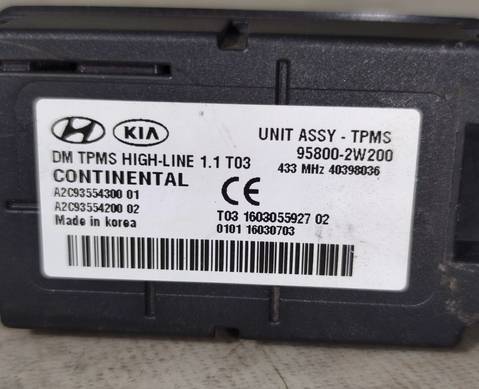 KIA
UNIT ASSY - TPMS
DM TPMS HIGH-LINE 1.1 T03
95800-2W200
CONTINENTAL
433 MHz 40398036
A2C93554300 01
CE
A2C93554200 02
T03 1603055927 02
Made in korea
0101 16030703